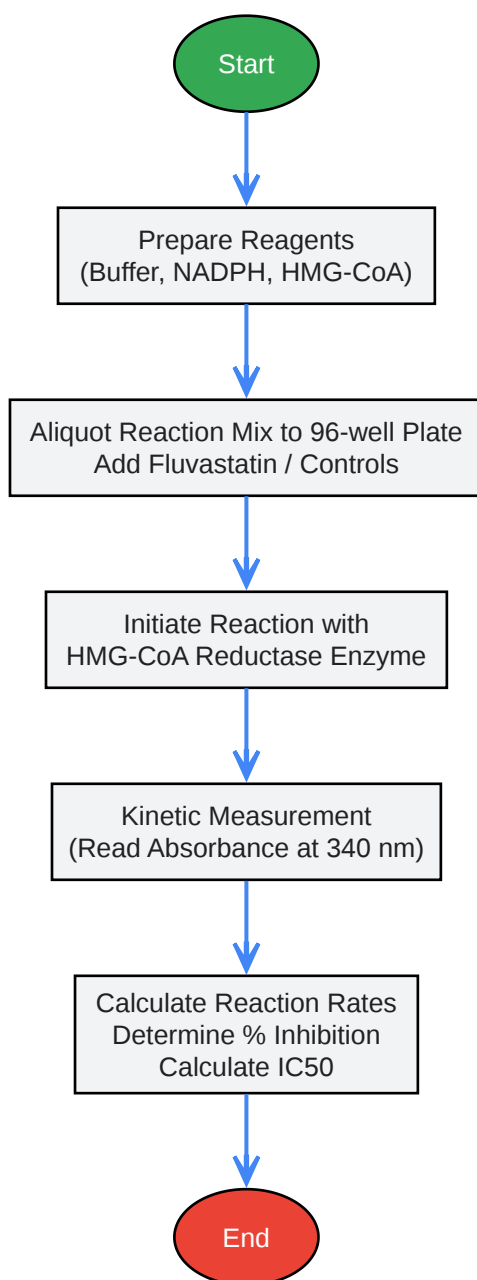 Start
Prepare Reagents
(Buffer, NADPH, HMG-CoA)
Aliquot Reaction Mix to 96-well Plate
Add Fluvastatin / Controls
Initiate Reaction with
HMG-CoA Reductase Enzyme
Kinetic Measurement
(Read Absorbance at 340 nm)
Calculate Reaction Rates
Determine % Inhibition
Calculate IC50
End